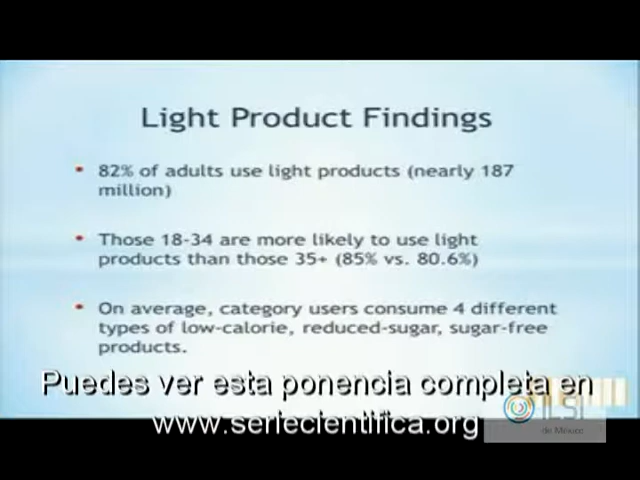 Light Product Findings
• 82% of adults use light products (nearly 187
million)
• Those 18-34 are more likely to use light
products than those 35+ (85% vs. 80.6%)
• On average, category users consume 4 different
types of low-calorie, reduced-sugar, sugar-free
products.
Puedes ver esta ponencia completa en
www.seriecientifica.org
ILSI
de México